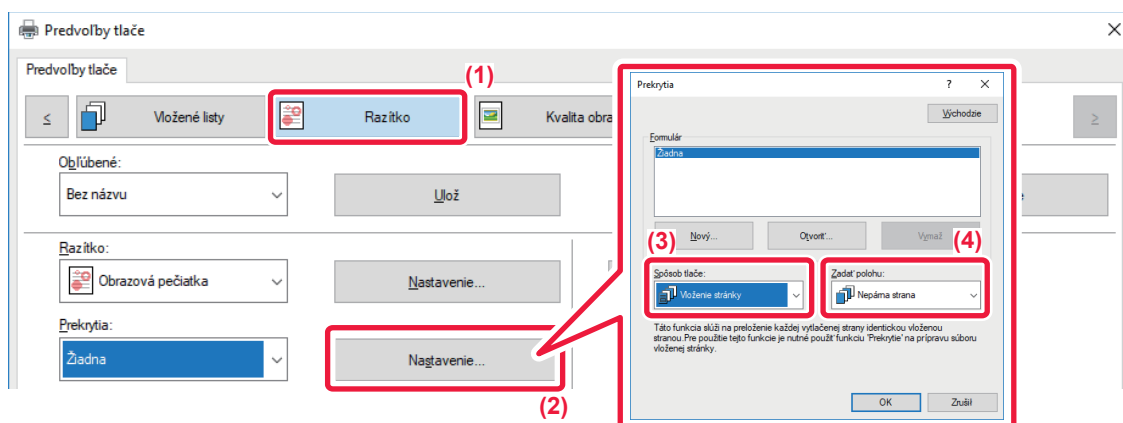 Predvoľby tlače
Predvoľby tlače
(1)
≤
Vložené listy
Razítko
Kvalita obra
≥
Obľúbené:
Bez názvu
Ulož
Razítko:
Obrazová pečiatka
Nastavenie...
Prekrytia:
Žiadna
Nastavenie...
(2)
Prekrytia
?
Východzie
Formulár
Žiadna
Nový...
Otvoriť...
Vymaž
(3)
(4)
Spôsob tlače:
Zadať polohu:
Vloženie stránky
Nepárna strana
Táto funkcia slúži na preloženie každej vytlačenej strany identickou vloženou
stranou.Pre použitie tejto funkcie je nutné použiť funkciu 'Prekrytie' na prípravu súboru
vloženej stránky.
OK
Zrušiť